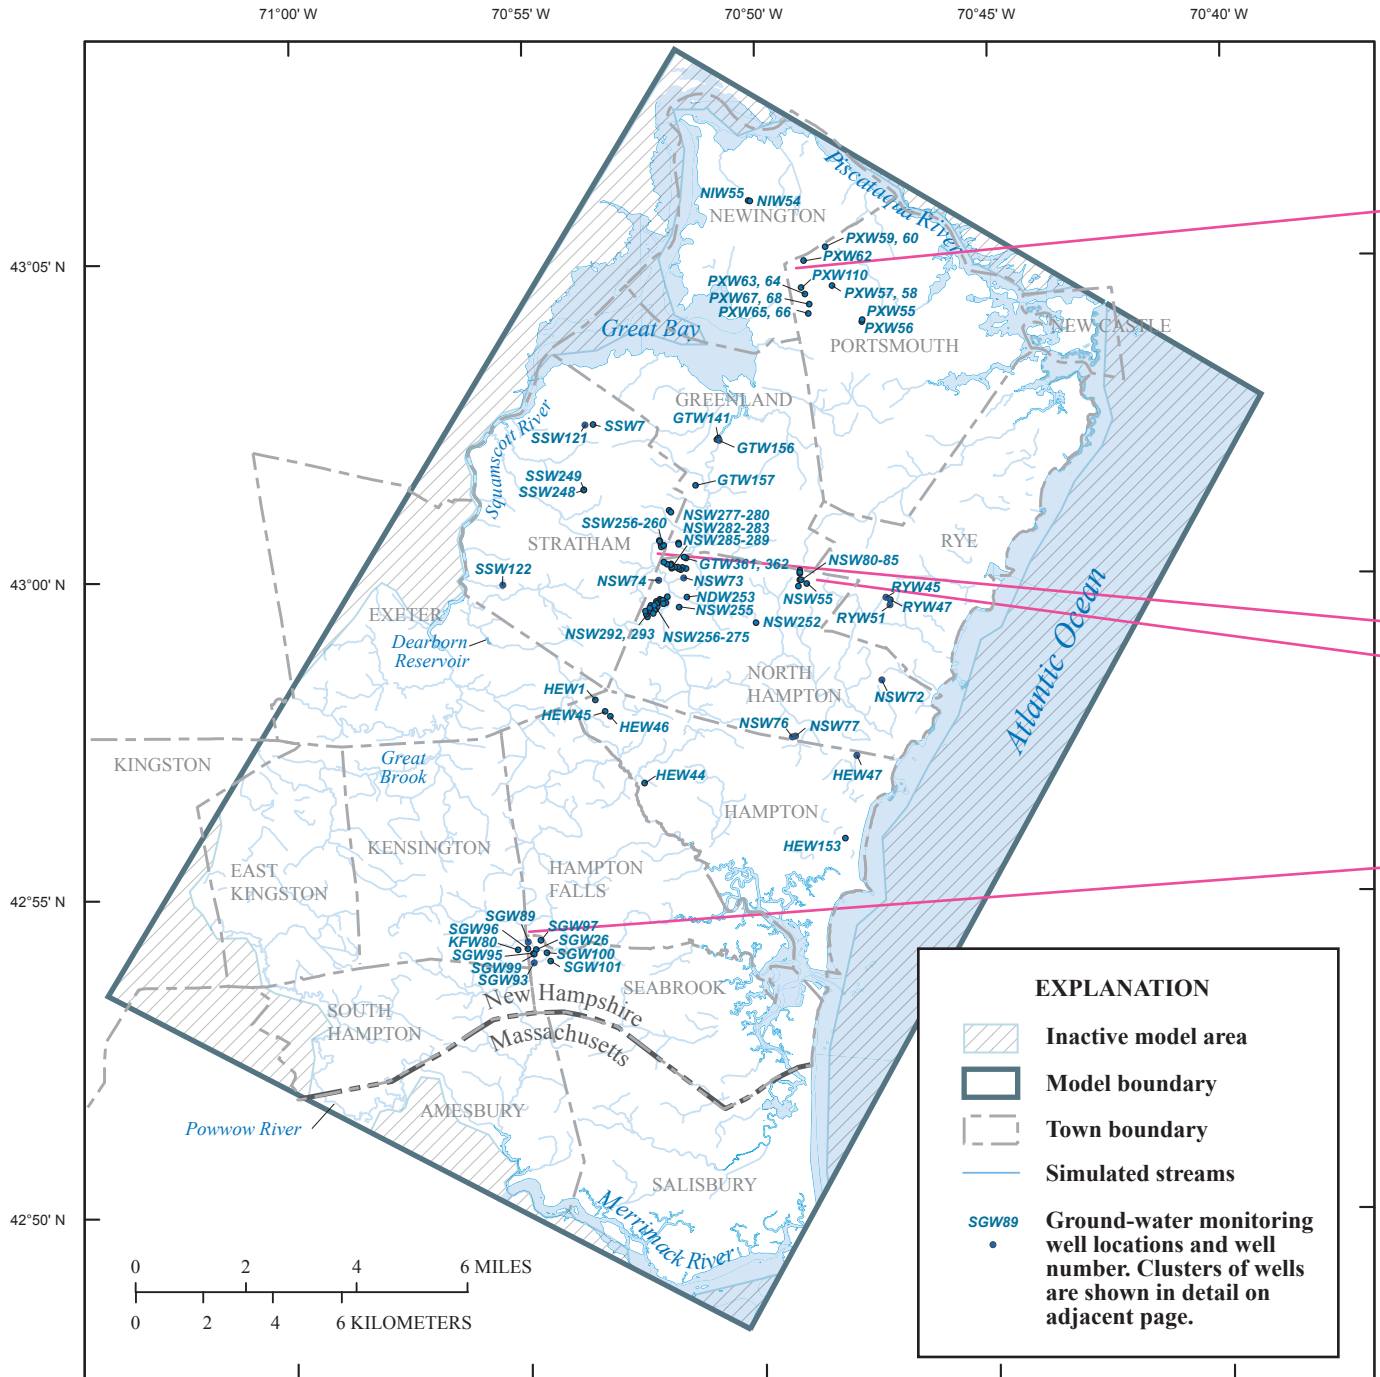 71°00' W
70°55' W
70°50' W
70°45' W
70°40' W
43°05' N
43°00' N
42°55' N
42°50' N
Piscataqua River
NIW55
NIW54
NEWINGTON
PXW59, 60
PXW62
PXW110
PXW63, 64
PXW57, 58
PXW67, 68
PXW65, 66
PXW55
PXW56
NEW CASTLE
PORTSMOUTH
Great Bay
GREENLAND
GTW141
GTW156
Squamscott River
SSW7
SSW121
SSW249
SSW248
GTW157
NSW277-280
NSW282-283
NSW285-289
SSW256-260
STRATHAM
RYE
GTW361, 362
NSW80-85
SSW122
NSW74
NSW73
NSW55
RYW45
RYW47
RYW51
NDW253
NSW255
NSW252
EXETER
Dearborn
Reservoir
NSW292, 293
NSW256-275
Atlantic Ocean
NORTH
HAMPTON
NSW72
HEW1
HEW45
HEW46
NSW76
NSW77
KINGSTON
Great
Brook
HEW44
HEW47
HAMPTON
HEW153
KENSINGTON
EAST
KINGSTON
HAMPTON
FALLS
SGW89
SGW96
SGW97
KFW80
SGW26
SGW95
SGW100
SGW99
SGW101
SGW93
SEABROOK
New Hampshire
Massachusetts
SOUTH
HAMPTON
AMESBURY
Powwow River
SALISBURY
Merrimack River
0 2 4 6 MILES
0 2 4 6 KILOMETERS
EXPLANATION
Inactive model area
Model boundary
Town boundary
Simulated streams
SGW89 Ground-water monitoring
well locations and well
number. Clusters of wells
are shown in detail on
adjacent page.